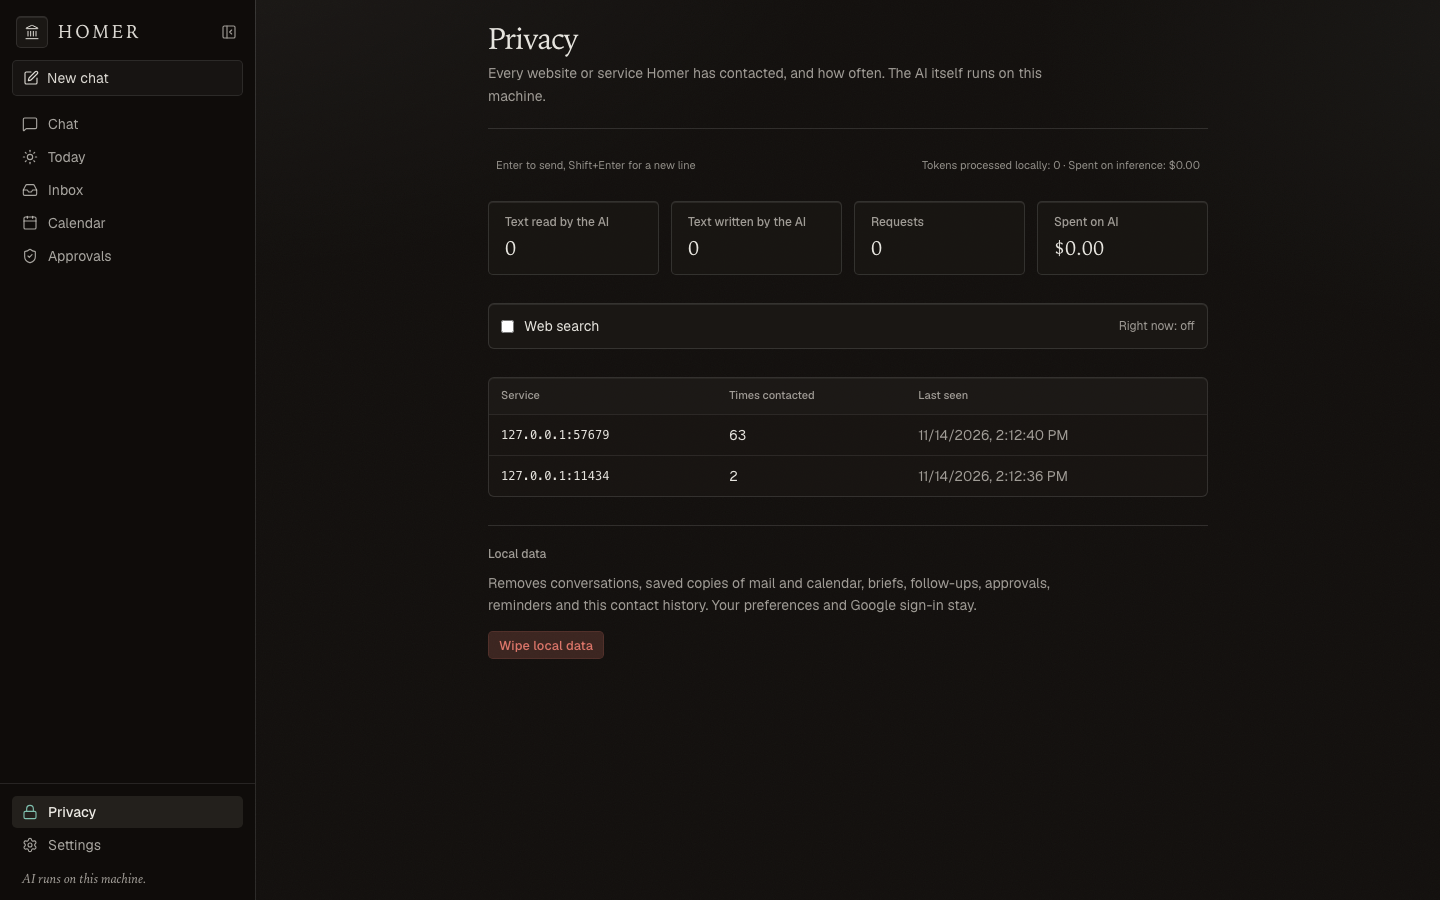 HOMER
New chat
Chat
Today
Inbox
Calendar
Approvals
Privacy
Settings
AI runs on this machine.
Privacy
Every website or service Homer has contacted, and how often. The AI itself runs on this
machine.
Enter to send, Shift+Enter for a new line
Tokens processed locally: 0 · Spent on inference: $0.00
Text read by the AI
0
Text written by the AI
0
Requests
0
Spent on AI
$0.00
Web search
Right now: off
Service Times contacted Last seen
127.0.0.1:57679 63 11/14/2026, 2:12:40 PM
127.0.0.1:11434 2 11/14/2026, 2:12:36 PM
Local data
Removes conversations, saved copies of mail and calendar, briefs, follow-ups, approvals,
reminders and this contact history. Your preferences and Google sign-in stay.
Wipe local data